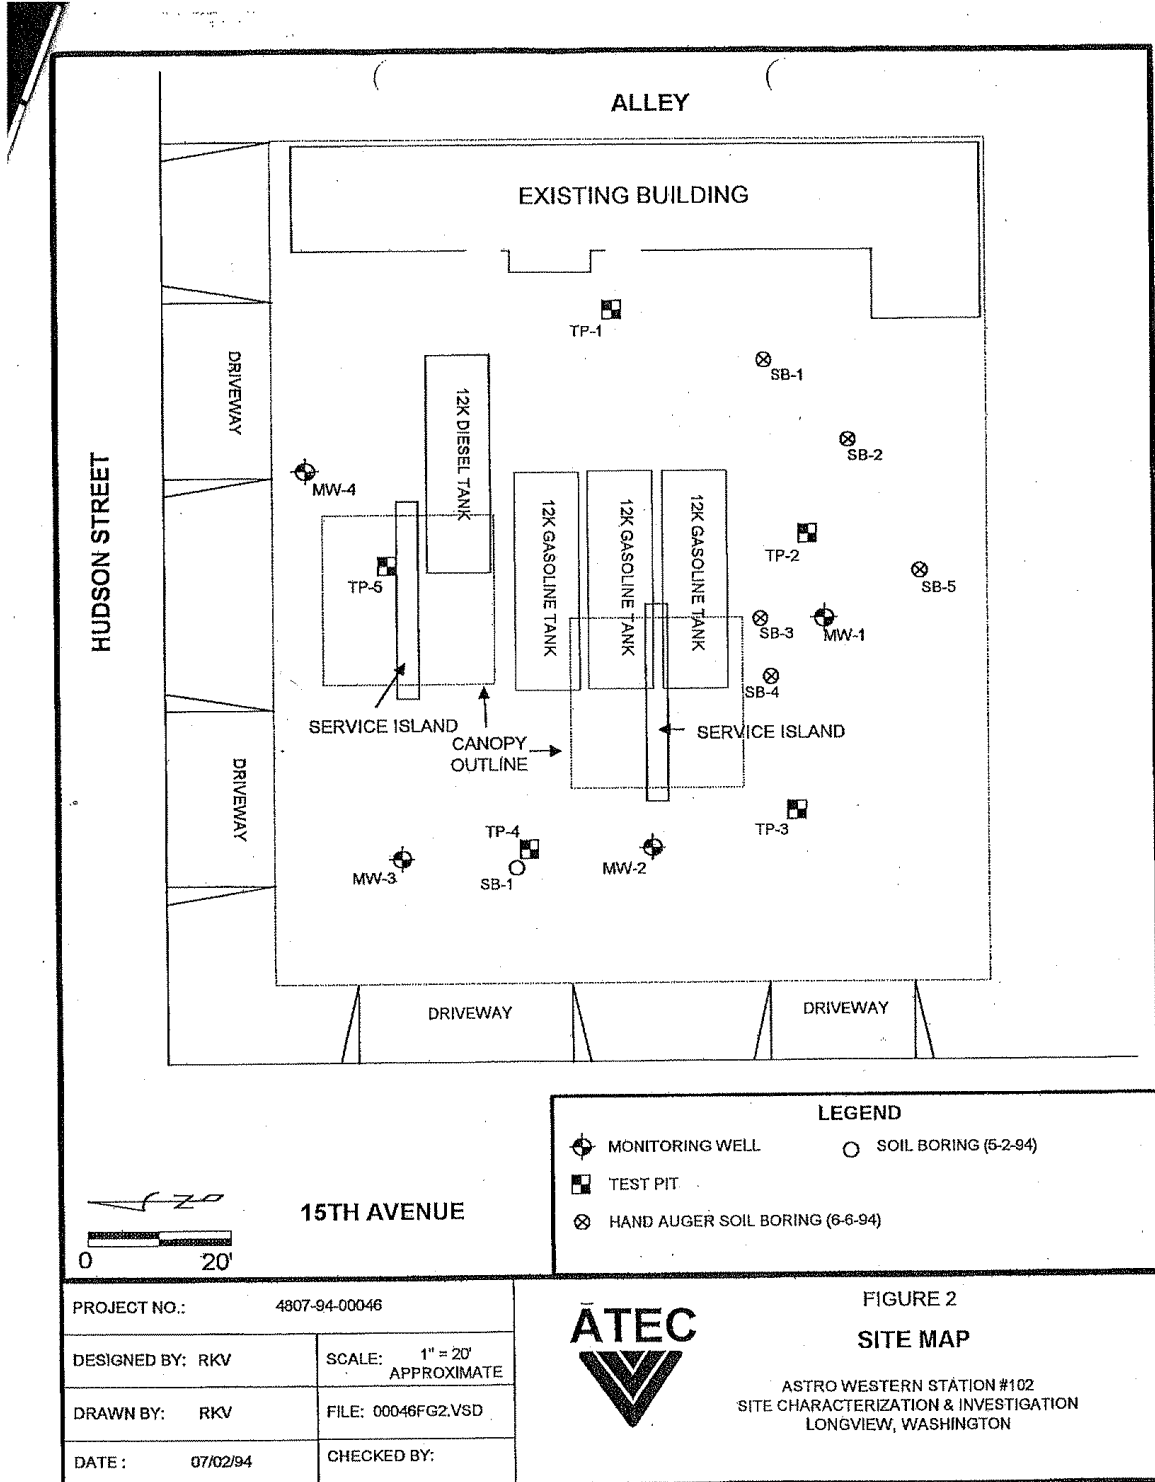 ALLEY
EXISTING BUILDING
TP-1
SB-1
DRIVEWAY
12K DIESEL TANK
SB-2
HUDSON STREET
MW-4
12K GASOLINE TANK
12K GASOLINE TANK
12K GASOLINE TANK
TP-2
TP-5
SB-5
SB-3
MW-1
SB-4
SERVICE ISLAND
CANOPY
OUTLINE
SERVICE ISLAND
DRIVEWAY
TP-3
TP-4
MW-3
SB-1
MW-2
DRIVEWAY
DRIVEWAY
LEGEND
MONITORING WELL
SOIL BORING (5-2-94)
TEST PIT
HAND AUGER SOIL BORING (6-6-94)
15TH AVENUE
0 20'
PROJECT NO.: 4807-94-00046
DESIGNED BY: RKV
SCALE: 1" = 20'
APPROXIMATE
DRAWN BY: RKV
FILE: 00046FG2.VSD
DATE: 07/02/94
CHECKED BY:
ATEC
FIGURE 2
SITE MAP
ASTRO WESTERN STATION #102
SITE CHARACTERIZATION & INVESTIGATION
LONGVIEW, WASHINGTON